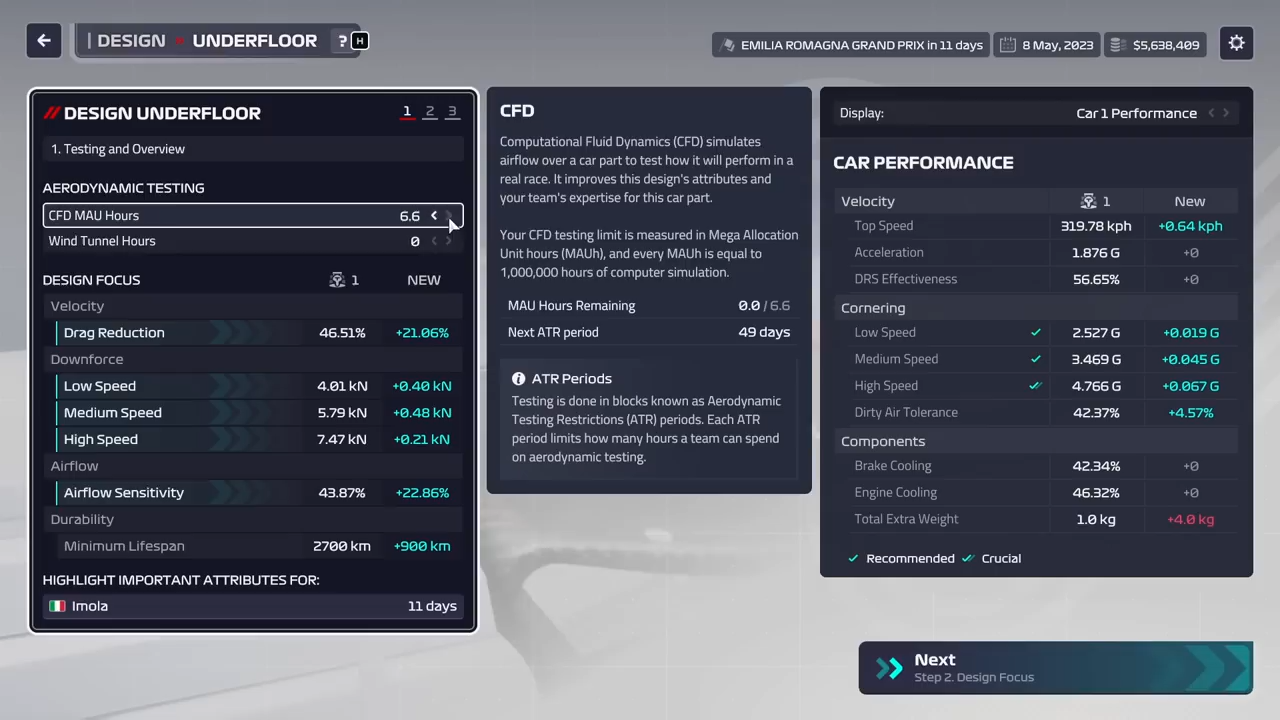 DESIGN UNDERFLOOR ? H
EMILIA ROMAGNA GRAND PRIX in 11 days
8 May, 2023
$5,638,409
DESIGN UNDERFLOOR 1 2 3
1. Testing and Overview
AERODYNAMIC TESTING
CFD MAU Hours 6.6
Wind Tunnel Hours 0
DESIGN FOCUS 1 NEW
Velocity
Drag Reduction 46.51% +21.06%
Downforce
Low Speed 4.01 kN +0.40 kN
Medium Speed 5.79 kN +0.48 kN
High Speed 7.47 kN +0.21 kN
Airflow
Airflow Sensitivity 43.87% +22.86%
Durability
Minimum Lifespan 2700 km +900 km
HIGHLIGHT IMPORTANT ATTRIBUTES FOR:
Imola 11 days
CFD
Computational Fluid Dynamics (CFD) simulates
airflow over a car part to test how it will perform in a
real race. It improves this design's attributes and
your team's expertise for this car part.
Your CFD testing limit is measured in Mega Allocation
Unit hours (MAUh), and every MAUh is equal to
1,000,000 hours of computer simulation.
MAU Hours Remaining 0.0 / 6.6
Next ATR period 49 days
ATR Periods
Testing is done in blocks known as Aerodynamic
Testing Restrictions (ATR) periods. Each ATR
period limits how many hours a team can spend
on aerodynamic testing.
Display: Car 1 Performance
CAR PERFORMANCE
Velocity 1 New
Top Speed 319.78 kph +0.64 kph
Acceleration 1.876 G +0
DRS Effectiveness 56.65% +0
Cornering
Low Speed 2.527 G +0.019 G
Medium Speed 3.469 G +0.045 G
High Speed 4.766 G +0.067 G
Dirty Air Tolerance 42.37% +4.57%
Components
Brake Cooling 42.34% +0
Engine Cooling 46.32% +0
Total Extra Weight 1.0 kg +4.0 kg
Recommended Crucial
Next
Step 2. Design Focus